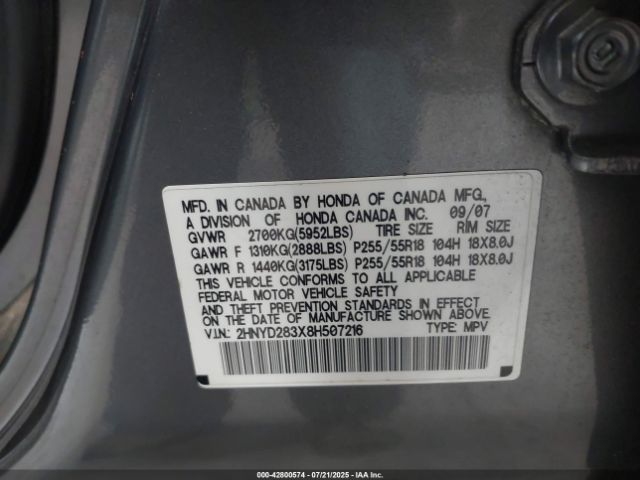 MFD. IN CANADA BY HONDA OF CANADA MFG.,
A DIVISION OF HONDA CANADA INC. 09/07
GVWR 2700KG(5952LBS) TIRE SIZE RIM SIZE
GAWR F 1310KG(2888LBS) P255/55R18 104H 18X8.0J
GAWR R 1440KG(3175LBS) P255/55R18 104H 18X8.0J
THIS VEHICLE CONFORMS TO ALL APPLICABLE
FEDERAL MOTOR VEHICLE SAFETY
AND THEFT PREVENTION STANDARDS IN EFFECT
ON THE DATE OF MANUFACTURE SHOWN ABOVE.
V.I.N.: 2HNYD283X8H507216 TYPE: MPV
000-42800574 | 07/21/2025 | IAAI